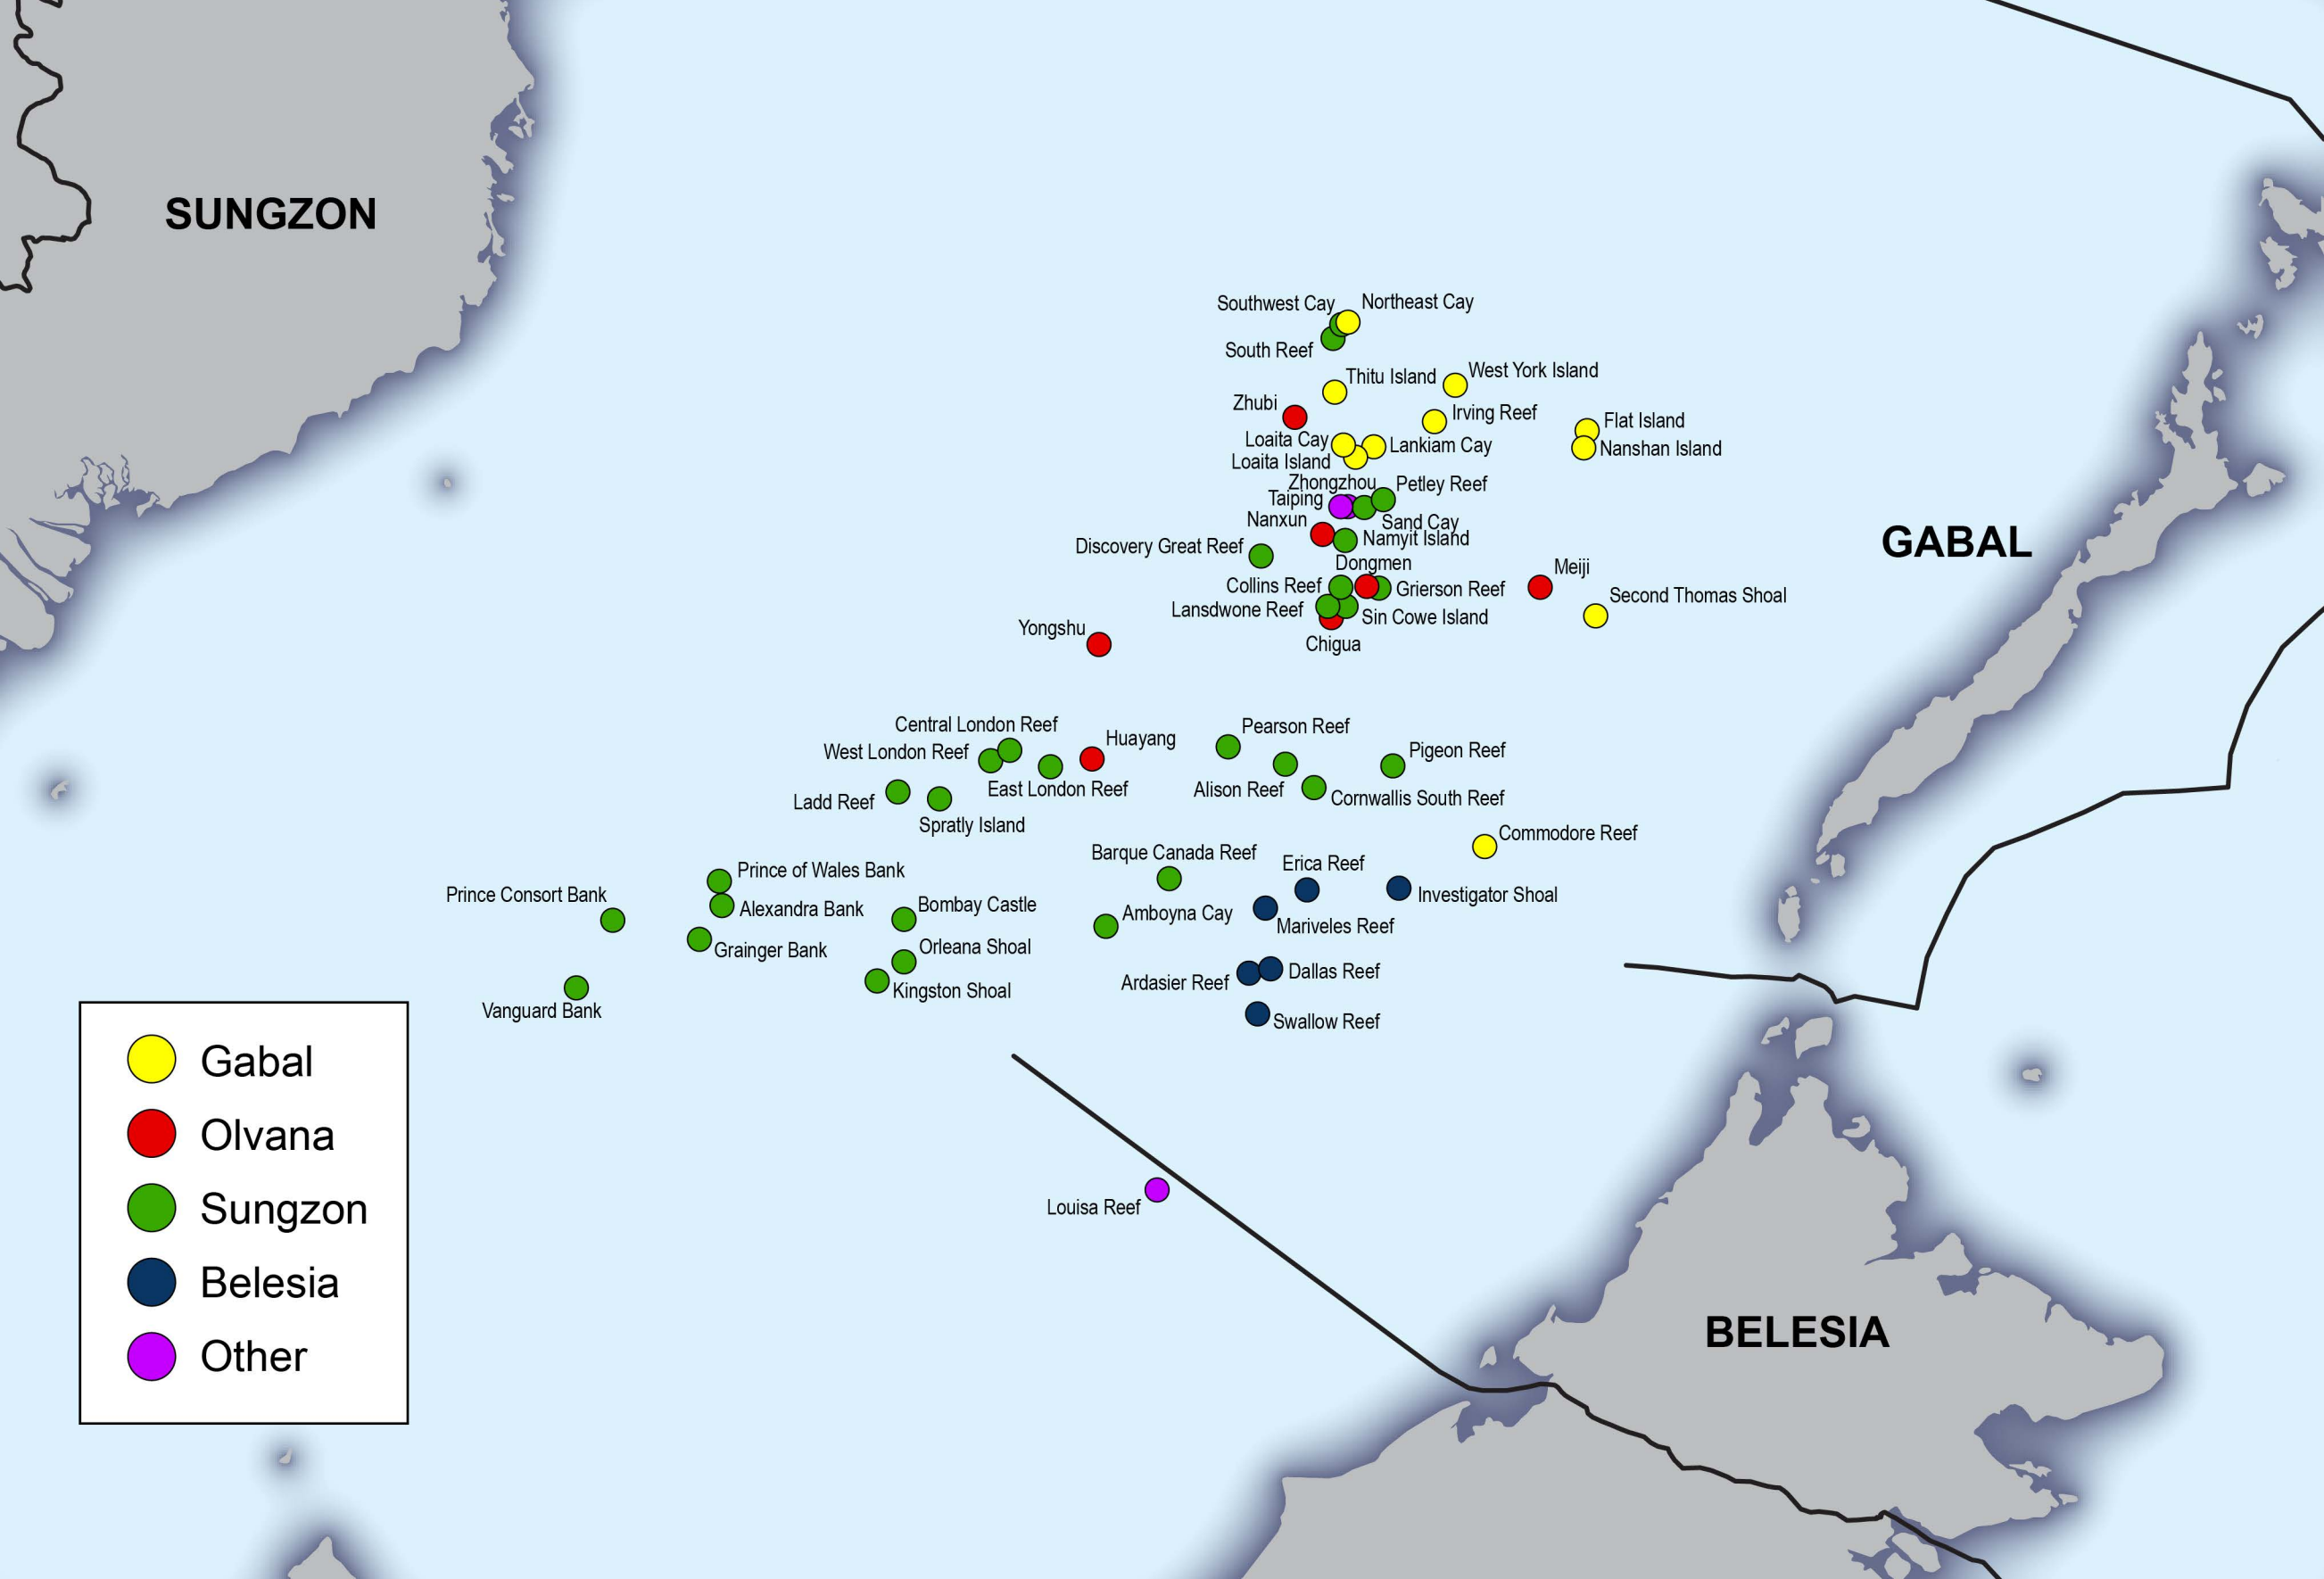 SUNGZON
Southwest Cay
Northeast Cay
South Reef
Thitu Island
West York Island
Zhubi
Irving Reef
Flat Island
Loaita Cay
Lankiam Cay
Nanshan Island
Loaita Island
Zhongzhou
Petley Reef
Taiping
Nanxun
Sand Cay
Namyit Island
GABAL
Discovery Great Reef
Dongmen
Meiji
Collins Reef
Grierson Reef
Second Thomas Shoal
Lansdwone Reef
Sin Cowe Island
Yongshu
Chigua
Central London Reef
Pearson Reef
Huayang
West London Reef
Pigeon Reef
East London Reef
Alison Reef
Ladd Reef
Cornwallis South Reef
Spratly Island
Commodore Reef
Barque Canada Reef
Erica Reef
Prince of Wales Bank
Prince Consort Bank
Investigator Shoal
Bombay Castle
Alexandra Bank
Amboyna Cay
Mariveles Reef
Orleana Shoal
Grainger Bank
Dallas Reef
Ardasier Reef
Kingston Shoal
Vanguard Bank
Swallow Reef
Gabal
Olvana
Sungzon
Belesia
Other
Louisa Reef
BELESIA